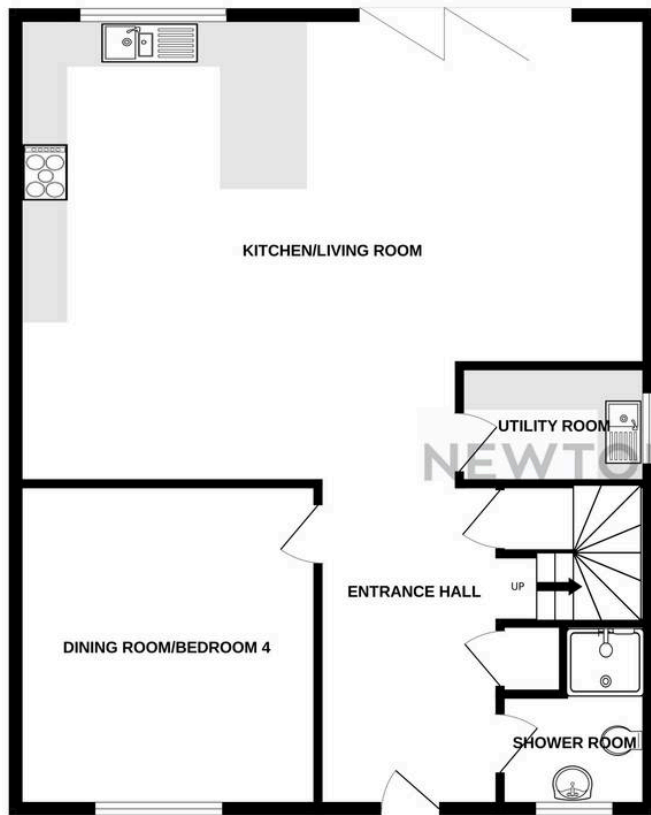 KITCHEN/LIVING ROOM
UTILITY ROOM
NEWTO
ENTRANCE HALL
UP
DINING ROOM/BEDROOM 4
SHOWER ROOM